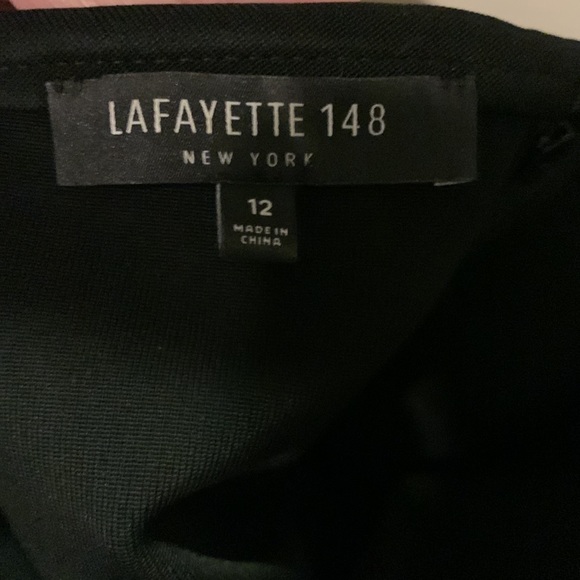 LAFAYETTE 148
NEW YORK
12
MADE IN
CHINA